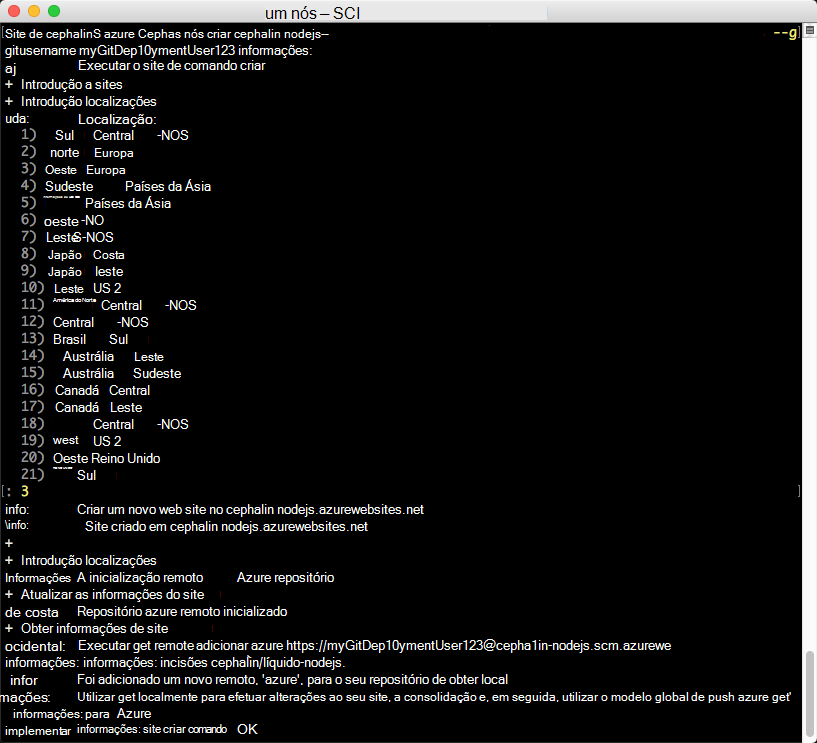 um nós – SCI
Site de cephalinS azure Cephas nós criar cephalin nodejs– --g
gitusername myGitDep10ymentUser123 informações:
aj Executar o site de comando criar
+ Introdução a sites
+ Introdução localizações
uda: Localização:
1) Sul Central -NOS
2) norte Europa
3) Oeste Europa
4) Sudeste Países da Ásia
5) Países da Ásia
6) oeste -NO
7) LesteS-NOS
8) Japão Costa
9) Japão leste
10) Leste US 2
11) América do Norte Central -NOS
12) Central -NOS
13) Brasil Sul
14) Austrália Leste
15) Austrália Sudeste
16) Canadá Central
17) Canadá Leste
18) Central -NOS
19) west US 2
20) Oeste Reino Unido
21) Sul
[: 3 ]
info: Criar um novo web site no cephalin nodejs.azurewebsites.net
\info: Site criado em cephalin nodejs.azurewebsites.net
+
+ Introdução localizações
Informações A inicialização remoto Azure repositório
+ Atualizar as informações do site
de costa Repositório azure remoto inicializado
+ Obter informações de site
ocidental: Executar get remote adicionar azure https://myGitDep10ymentUser123@cepha1in-nodejs.scm.azurewe
informações: informações: incisões cephalin/líquido-nodejs.
infor Foi adicionado um novo remoto, 'azure', para o seu repositório de obter local
mações: Utilizar get localmente para efetuar alterações ao seu site, a consolidação e, em seguida, utilizar o modelo global de push azure get'
informações: para Azure
implementar informações: site criar comando OK